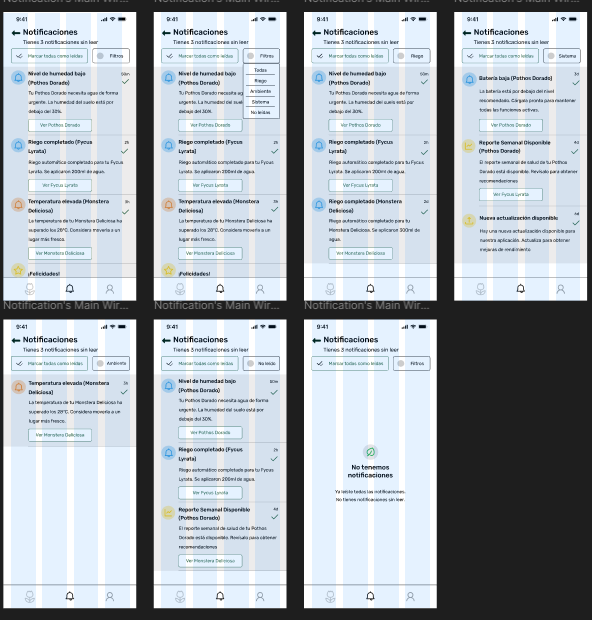 Notification's Main Wir...
Notification's Main Wir...
Notification's Main Wir...
Notification's Main Wir...
9:41
Notificaciones
Tienes 3 notificaciones sin leer
Marcar todas como leídas
Filtros
Nivel de humedad bajo
(Pothos Dorado)
Tu Pothos Dorado necesita agua de forma
urgente. La humedad del suelo está por
debajo del 30%.
Ver Pothos Dorado
Riego completado (Fycus
2h
Lyrata)
Riego automático completado para tu Fycus
Lyrata. Se aplicaron 200ml de agua.
Ver Fycus Lyrata
Temperatura elevada (Monstera
Deliciosa)
La temperatura de tu Monstera Deliciosa ha
superado los 28°C. Considera moverla a un
lugar más fresco.
Ver Monstera Deliciosa
¡Felicidades!
9:41
Notificaciones
Tienes 3 notificaciones sin leer
Marcar todas como leídas
Filtros
Todas
Riego
Ambiente
Sistema
No leídas
Nivel de humedad bajo
(Pothos Dorado)
Tu Pothos Dorado necesita ag
urgente. La humedad del suel
debajo del 30%.
Ver Pothos Dorado
Riego completado (Fycus
2h
Lyrata)
Riego automático completado para tu Fycus
Lyrata. Se aplicaron 200ml de agua.
Ver Fycus Lyrata
Temperatura elevada (Monstera
Deliciosa)
La temperatura de tu Monstera Deliciosa ha
superado los 28°C. Considera moverla a un
lugar más fresco.
Ver Monstera Deliciosa
¡Felicidades!
9:41
Notificaciones
Tienes 3 notificaciones sin leer
Marcar todas como leídas
Riego
Nivel de humedad bajo
(Pothos Dorado)
Tu Pothos Dorado necesita agua de forma
urgente. La humedad del suelo está por
debajo del 30%.
Ver Pothos Dorado
Riego completado (Fycus
2h
Lyrata)
Riego automático completado para tu Fycus
Lyrata. Se aplicaron 200ml de agua.
Ver Fycus Lyrata
Riego completado (Monstera
2d
Deliciosa)
Riego automático completado para tu
Monstera Deliciosa. Se aplicaron 300ml de
agua.
Ver Monstera Deliciosa
9:41
Notificaciones
Tienes 3 notificaciones sin leer
Marcar todas como leídas
Sistema
Batería baja (Pothos Dorado)
3d
La batería está por debajo del nivel
recomendado. Cárgala pronto para mantener
todas las funciones activas.
Ver Pothos Dorado
Reporte Semanal Disponible
4d
(Pothos Dorado)
El reporte semanal de salud de tu Pothos
Dorado está disponible. Revísalo para obtener
recomendaciones
Ver Fycus Lyrata
Nueva actualización disponible
Hay una nueva actualización disponible para
nuestra aplicación. Actualiza para obtener
mejoras de rendimiento
Notification's Main Wir...
Notification's Main Wir...
Notification's Main Wir...
9:41
Notificaciones
Tienes 3 notificaciones sin leer
Marcar todas como leídas
Ambiente
Temperatura elevada (Monstera
Deliciosa)
La temperatura de tu Monstera Deliciosa ha
superado los 28°C. Considera moverla a un
lugar más fresco.
Ver Monstera Deliciosa
9:41
Notificaciones
Tienes 3 notificaciones sin leer
Marcar todas como leídas
No leídas
Nivel de humedad bajo
(Pothos Dorado)
Tu Pothos Dorado necesita agua de forma
urgente. La humedad del suelo está por
debajo del 30%.
Ver Pothos Dorado
Riego completado (Fycus
2h
Lyrata)
Riego automático completado para tu Fycus
Lyrata. Se aplicaron 200ml de agua.
Ver Fycus Lyrata
Reporte Semanal Disponible
4d
(Pothos Dorado)
El reporte semanal de salud de tu Pothos
Dorado está disponible. Revísalo para obtener
recomendaciones
Ver Monstera Deliciosa
9:41
Notificaciones
Tienes 3 notificaciones sin leer
Marcar todas como leídas
Filtros
No tenemos
notificaciones
Ya leíste todas las notificaciones.
No tienes notificaciones sin leer